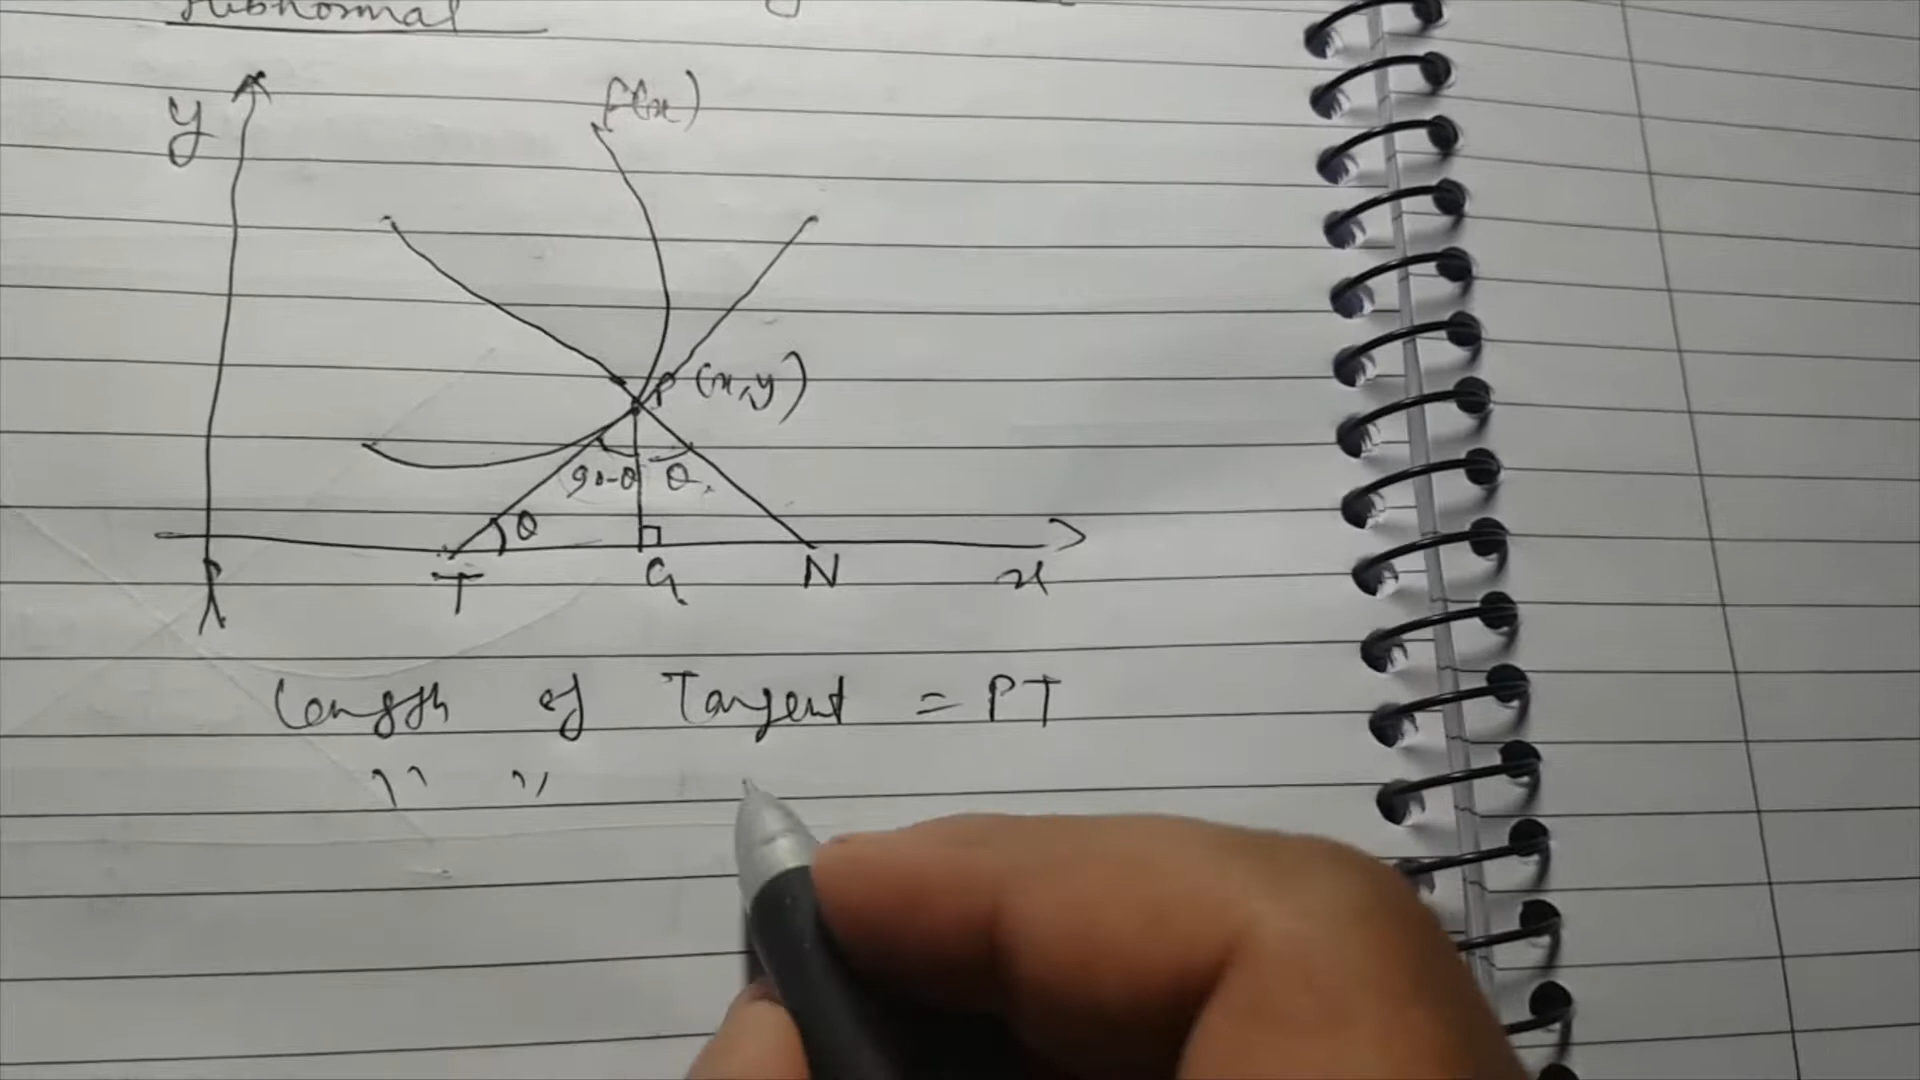 Subnormal
y
f(x)
P (x,y)
90-θ θ
θ
T G N x
Length of Tangent = PT
" "